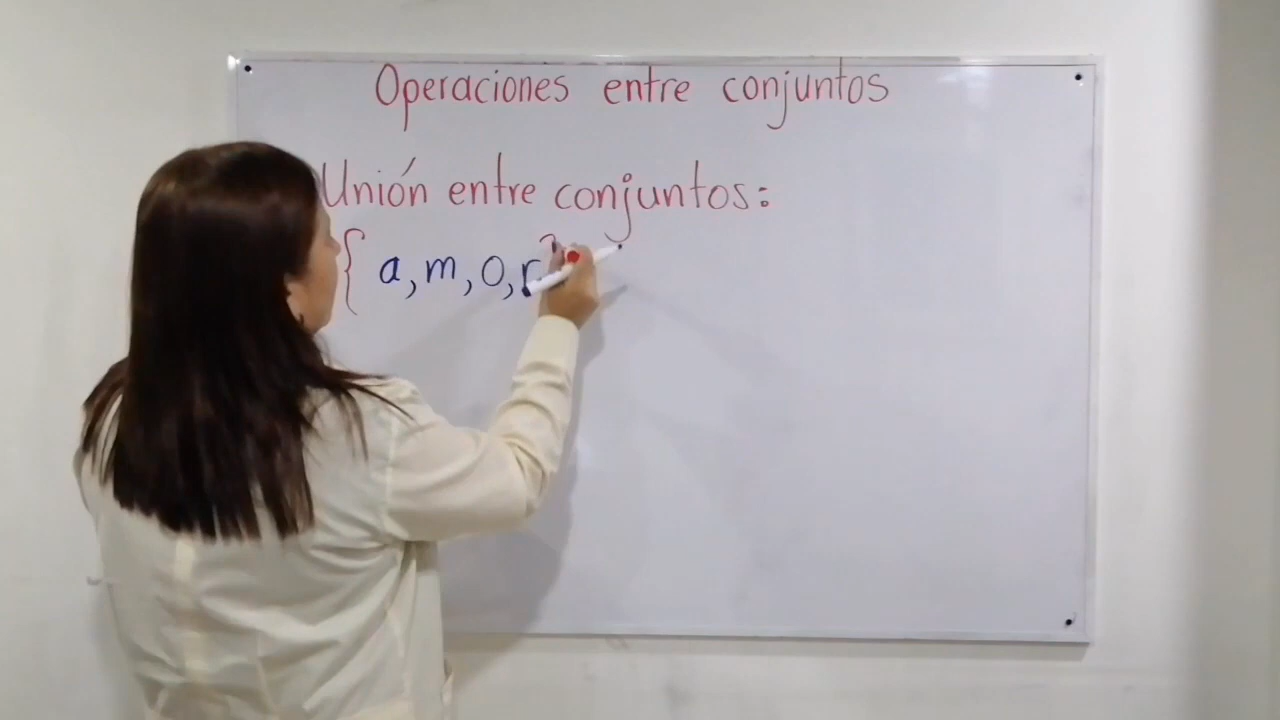 Operaciones entre conjuntos
Unión entre conjuntos:
{ a, m, o, r }